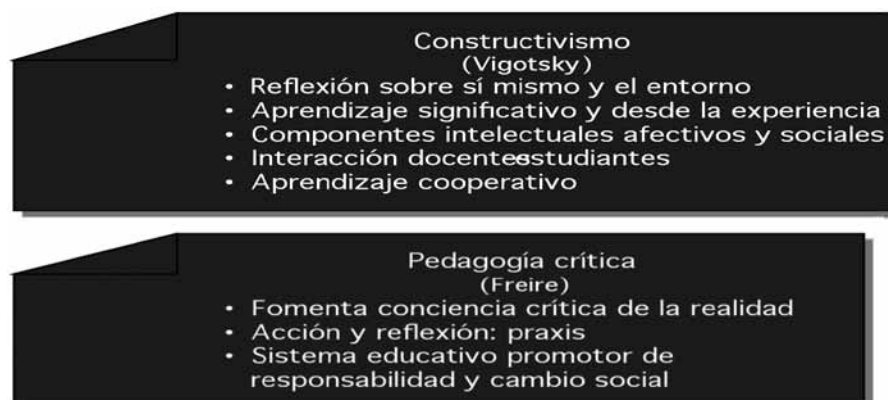 Constructivismo
(Vigotsky)
• Reflexión sobre sí mismo y el entorno
• Aprendizaje significativo y desde la experiencia
• Componentes intelectuales afectivos y sociales
• Interacción docentesestudiantes
• Aprendizaje cooperativo
Pedagogía crítica
(Freire)
• Fomenta conciencia crítica de la realidad
• Acción y reflexión: praxis
• Sistema educativo promotor de
responsabilidad y cambio social